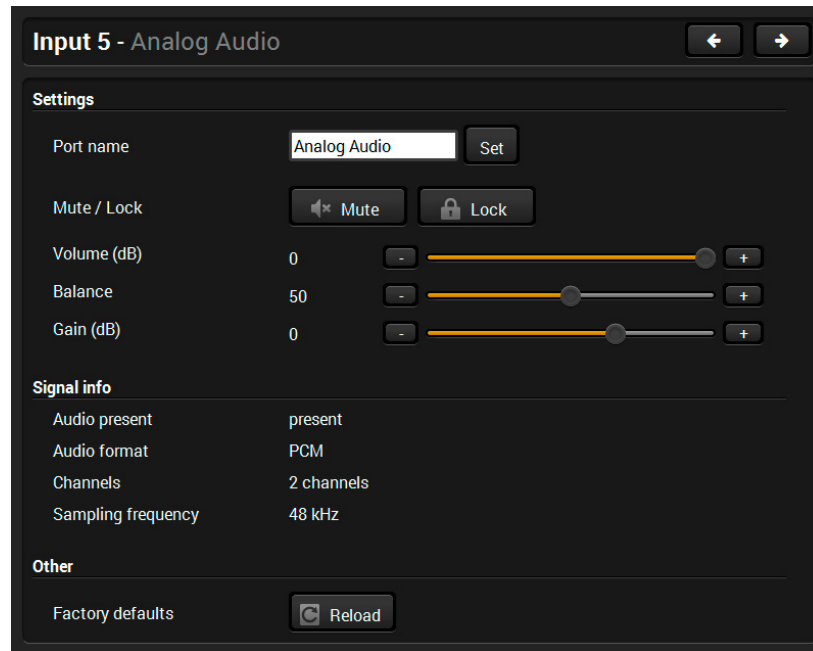 Input 5 - Analog Audio
Settings
Port name Analog Audio Set
Mute / Lock Mute Lock
Volume (dB) 0 - +
Balance 50 - +
Gain (dB) 0 - +
Signal info
Audio present present
Audio format PCM
Channels 2 channels
Sampling frequency 48 kHz
Other
Factory defaults Reload